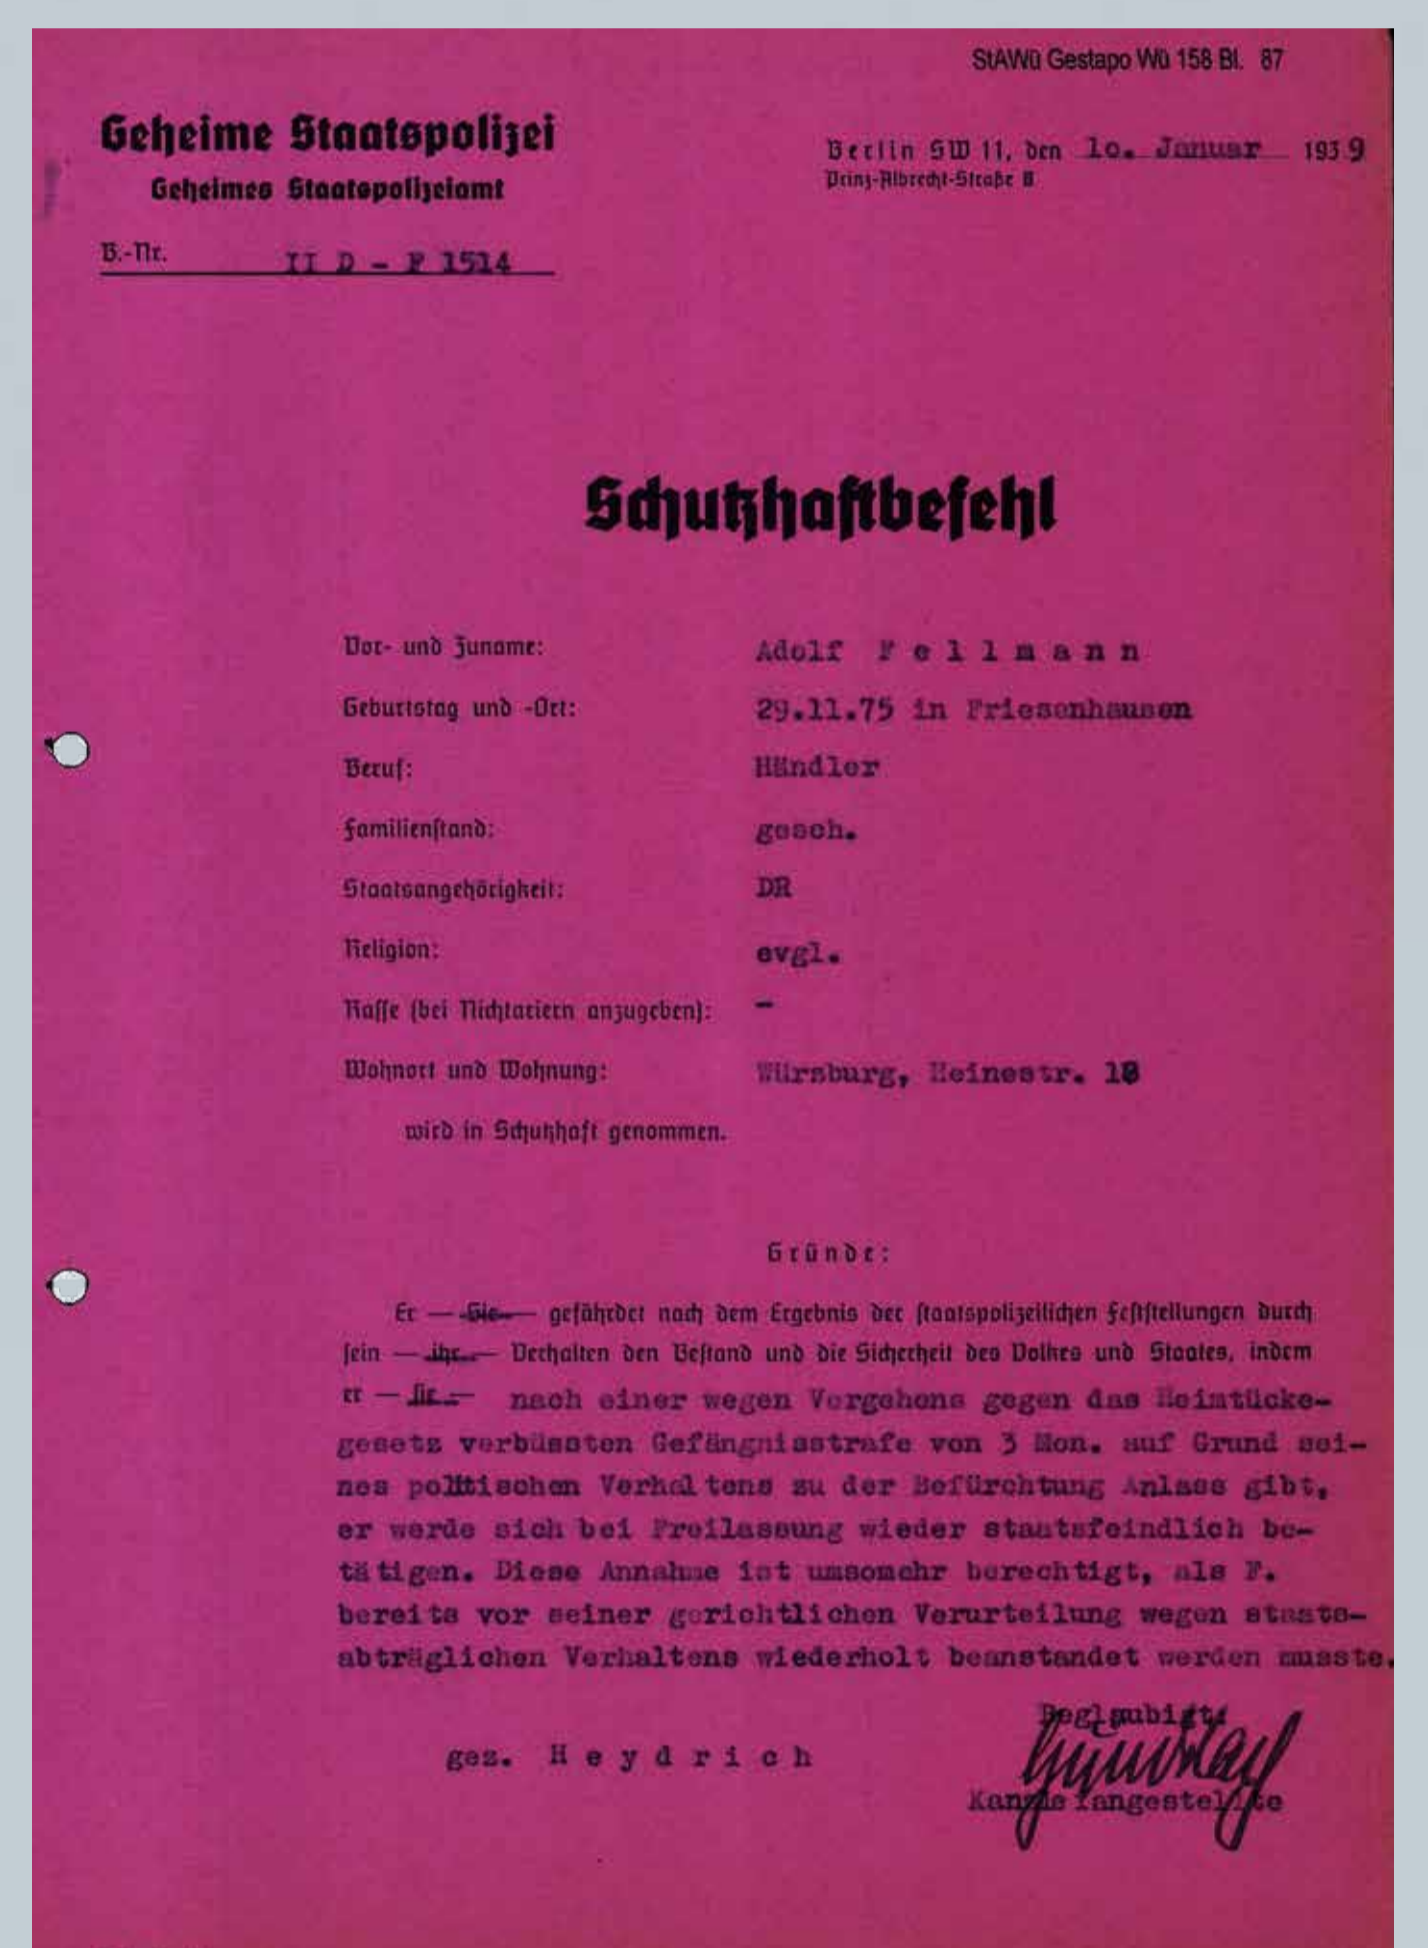 StAWü Gestapo Wü 158 Bl. 87
Geheime Staatspolizei
Geheimes Staatspolizeiamt
Berlin SW 11, den 10. Januar 1939
Prinz-Albrecht-Straße 8
B.-Nr. II D - F 1514
Schutzhaftbefehl
Vor- und Zuname: Adolf F e l l m a n n
Geburtstag und -Ort: 29.11.75 in Friesenhausen
Beruf: Händler
Familienstand: gesch.
Staatsangehörigkeit: DR
Religion: evgl.
Rasse (bei Nichtariern anzugeben): -
Wohnort und Wohnung: Würzburg, Heinestr. 18
wird in Schutzhaft genommen.
Gründe:
Er — Sie — gefährdet nach dem Ergebnis der staatspolizeilichen Feststellungen durch
sein — ihr — Verhalten den Bestand und die Sicherheit des Volkes und Staates, indem
er — sie — nach einer wegen Vergehens gegen das Heimtücke-
gesetz verbüssten Gefängnisstrafe von 3 Mon. auf Grund sei-
nes politischen Verhaltens zu der Befürchtung Anlass gibt,
er werde sich bei Freilassung wieder staatsfeindlich be-
tätigen. Diese Annahme ist umsomehr berechtigt, als F.
bereits vor seiner gerichtlichen Verurteilung wegen staats-
abträglichen Verhaltens wiederholt beanstandet werden musste.
Beglaubigt:
gez. H e y d r i c h
Kanzleiangestellte